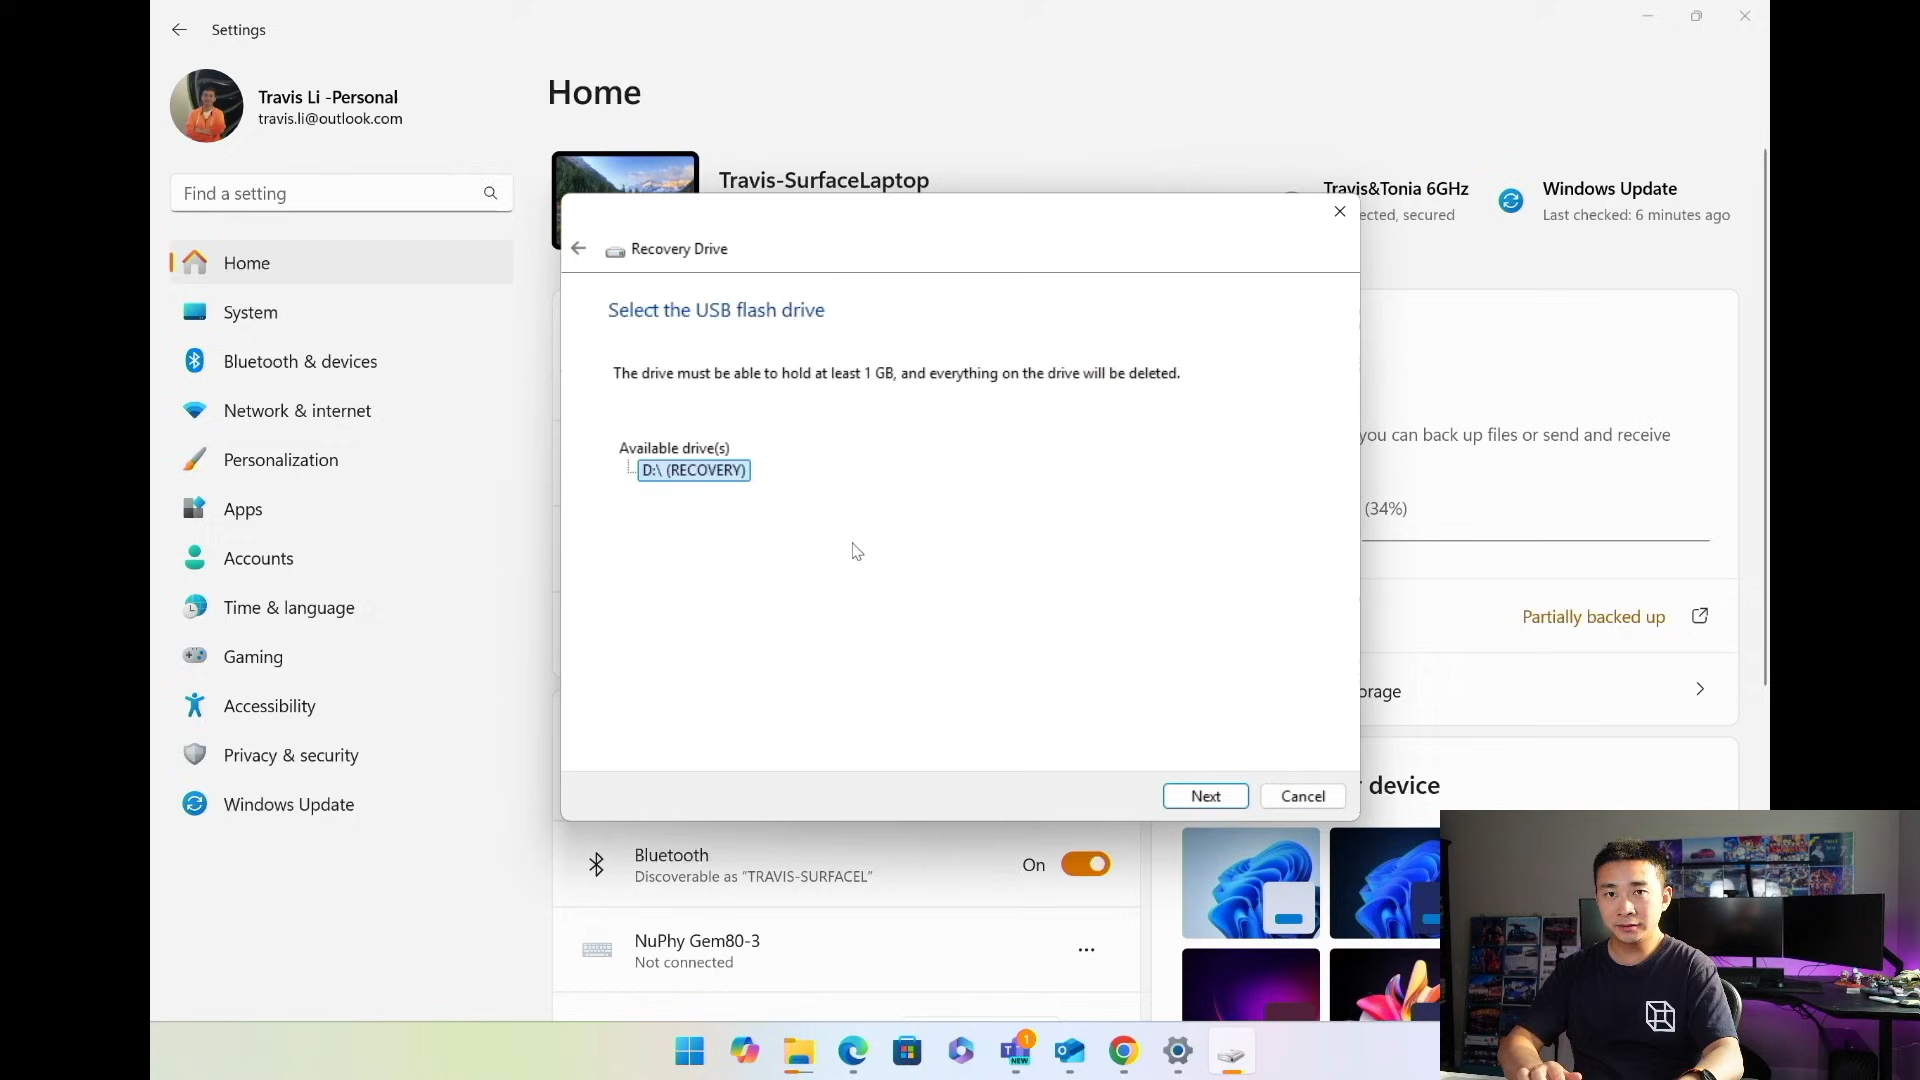 Settings
Travis Li -Personal
travis.li@outlook.com
Find a setting
Home
System
Bluetooth & devices
Network & internet
Personalization
Apps
Accounts
Time & language
Gaming
Accessibility
Privacy & security
Windows Update
Home
Travis-SurfaceLaptop
Travis&Tonia 6GHz
ected, secured
Windows Update
Last checked: 6 minutes ago
Recovery Drive
Select the USB flash drive
The drive must be able to hold at least 1 GB, and everything on the drive will be deleted.
Available drive(s)
D:\ (RECOVERY)
Next
Cancel
you can back up files or send and receive
(34%)
Partially backed up
orage
device
Bluetooth
Discoverable as "TRAVIS-SURFACEL"
On
NuPhy Gem80-3
Not connected
1
NEW